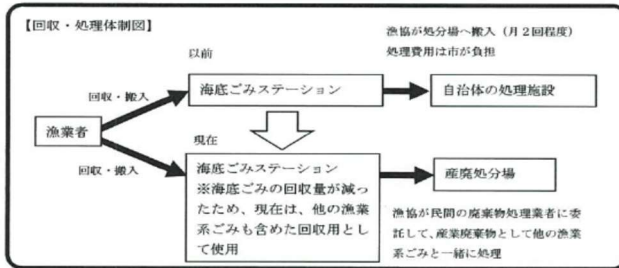 【回収・処理体制図】
以前
漁協が処分場へ搬入（月２回程度）
処理費用は市が負担
回収・搬入
海底ごみステーション
自治体の処理施設
漁業者
現在
回収・搬入
海底ごみステーション
※海底ごみの回収量が減っ
たため、現在は、他の漁業
系ごみも含めた回収用とし
て使用
産廃処分場
漁協が民間の廃棄物処理業者に委
託して、産業廃棄物として他の漁業
系ごみと一緒に処理